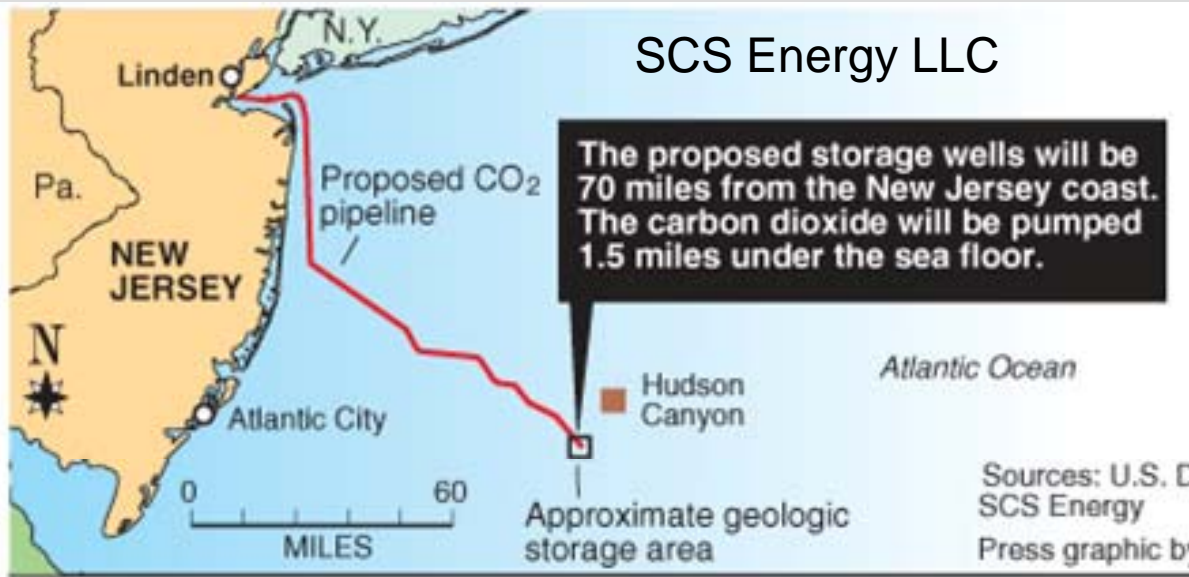 N.Y.
SCS Energy LLC
Linden
The proposed storage wells will be
70 miles from the New Jersey coast.
The carbon dioxide will be pumped
1.5 miles under the sea floor.
Proposed CO₂
pipeline
Pa.
NEW
JERSEY
N
Atlantic Ocean
Hudson
Canyon
Atlantic City
0 60
MILES
Approximate geologic
storage area
Sources: U.S. D
SCS Energy
Press graphic by